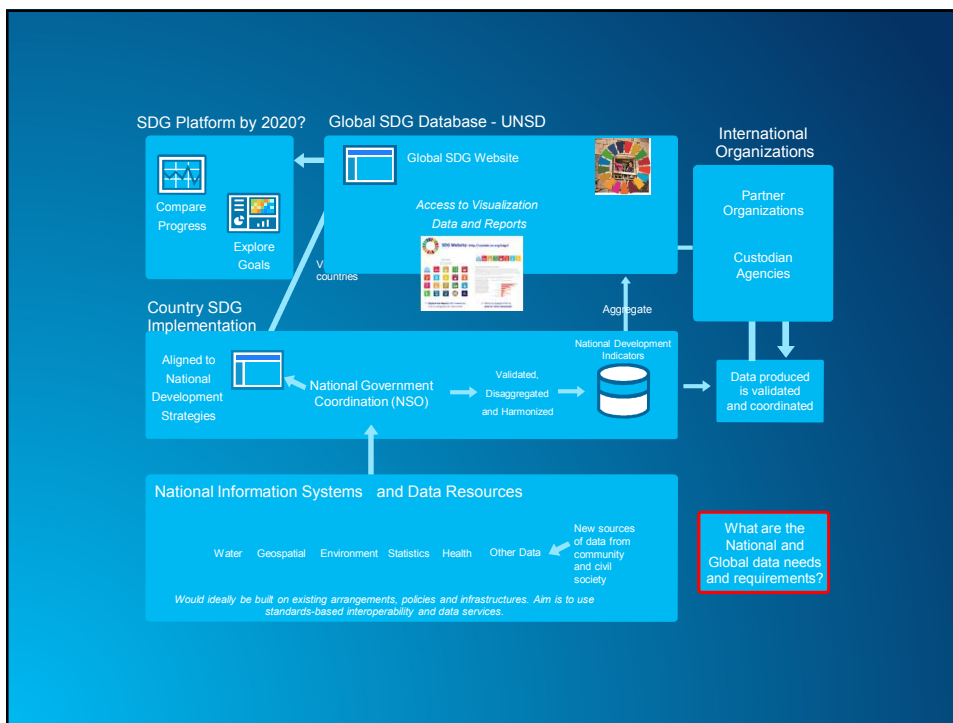 SDG Platform by 2020?
Compare
Progress
Explore
Goals
Global SDG Database - UNSD
Global SDG Website
Access to Visualization
Data and Reports
SDG Website
International
Organizations
Partner
Organizations
Custodian
Agencies
countries
Aggregate
Country SDG
Implementation
Aligned to
National
Development
Strategies
National Government
Coordination (NSO)
Validated,
Disaggregated
and Harmonized
National Development
Indicators
Data produced
is validated
and coordinated
National Information Systems and Data Resources
Water Geospatial Environment Statistics Health Other Data
New sources
of data from
community
and civil
society
Would ideally be built on existing arrangements, policies and infrastructures. Aim is to use
standards-based interoperability and data services.
What are the
National and
Global data needs
and requirements?